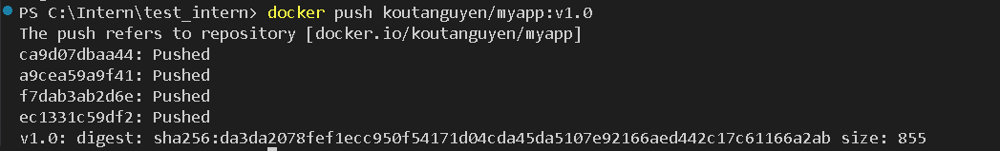 PS C:\Intern\test_intern> docker push koutanguyen/myapp:v1.0
The push refers to repository [docker.io/koutanguyen/myapp]
ca9d07dbaa44: Pushed
a9cea59a9f41: Pushed
f7dab3ab2d6e: Pushed
ec1331c59df2: Pushed
v1.0: digest: sha256:da3da2078fef1ecc950f54171d04cda45da5107e92166aed442c17c61166a2ab size: 855